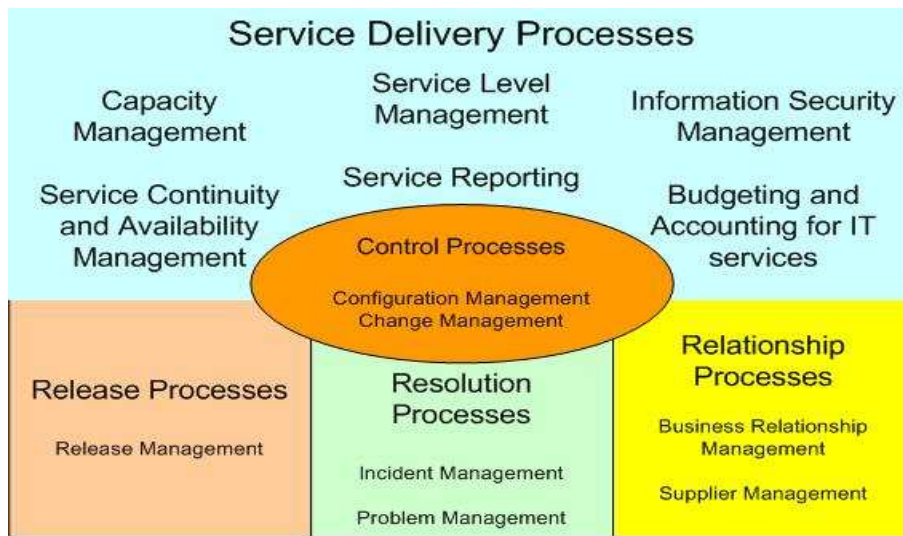 Service Delivery Processes
Capacity
Management
Service Level
Management
Information Security
Management
Service Continuity
and Availability
Management
Service Reporting
Budgeting and
Accounting for IT
services
Control Processes
Configuration Management
Change Management
Release Processes
Release Management
Resolution
Processes
Incident Management
Problem Management
Relationship
Processes
Business Relationship
Management
Supplier Management